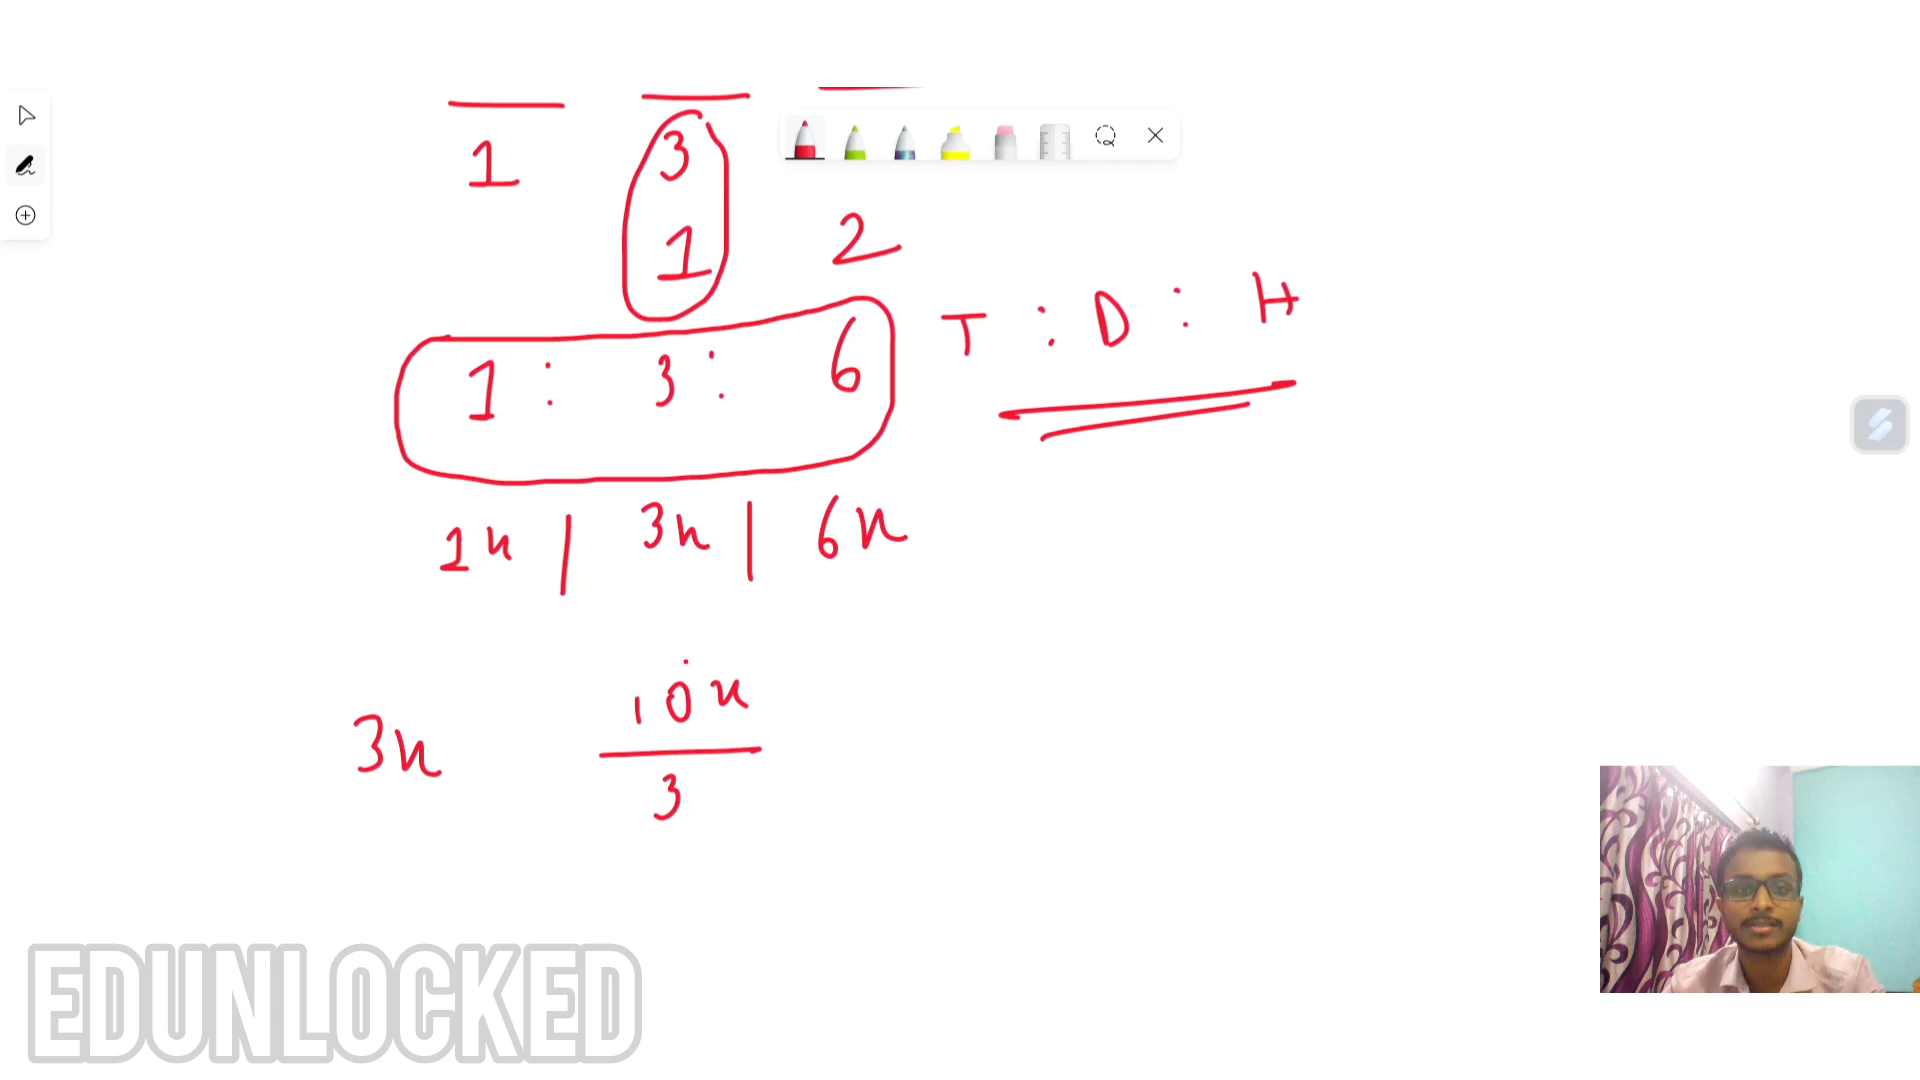 1 3
1 2
1 : 3 : 6
T : D : H
1x | 3x | 6x
3x
10x
3
EDUNLOCKED